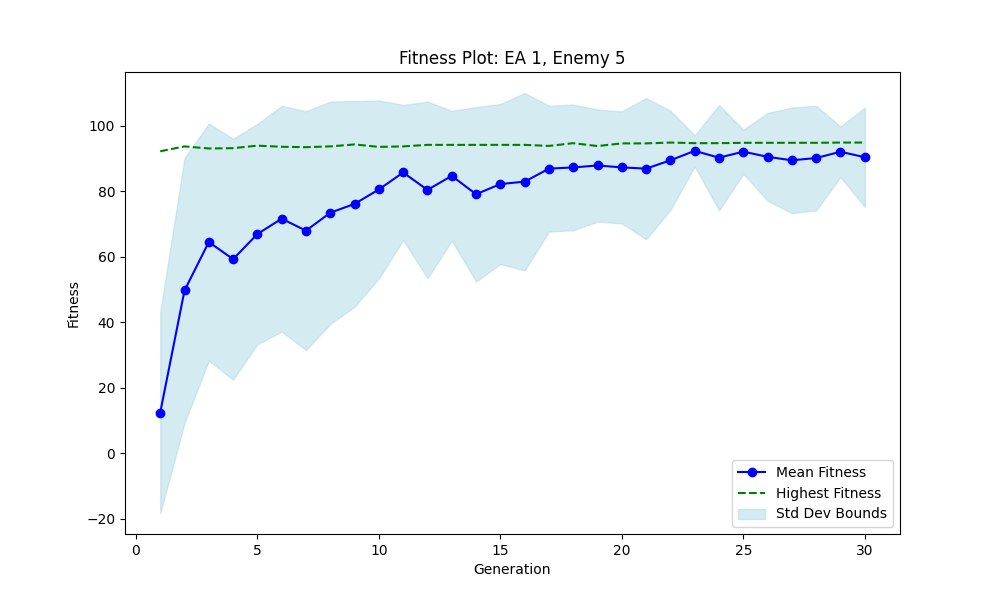 Fitness Plot: EA 1, Enemy 5
Fitness
100
80
60
40
20
0
−20
0 5 10 15 20 25 30
Generation
Mean Fitness
Highest Fitness
Std Dev Bounds